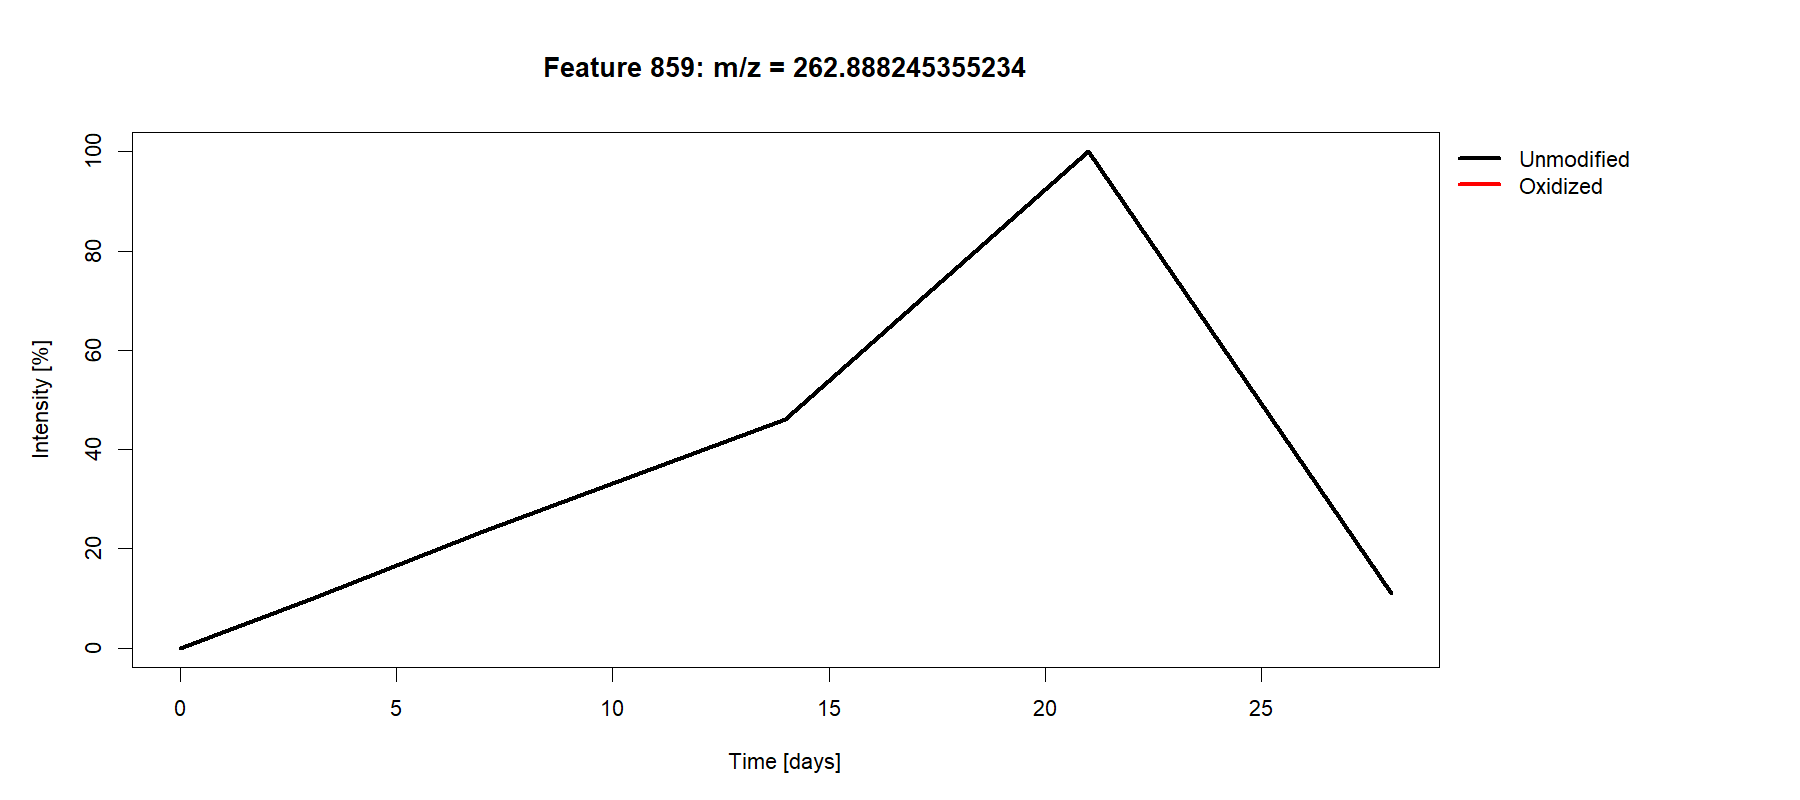 Feature 859: m/z = 262.888245355234
Unmodified
Oxidized
Intensity [%]
100
80
60
40
20
0
0 5 10 15 20 25
Time [days]